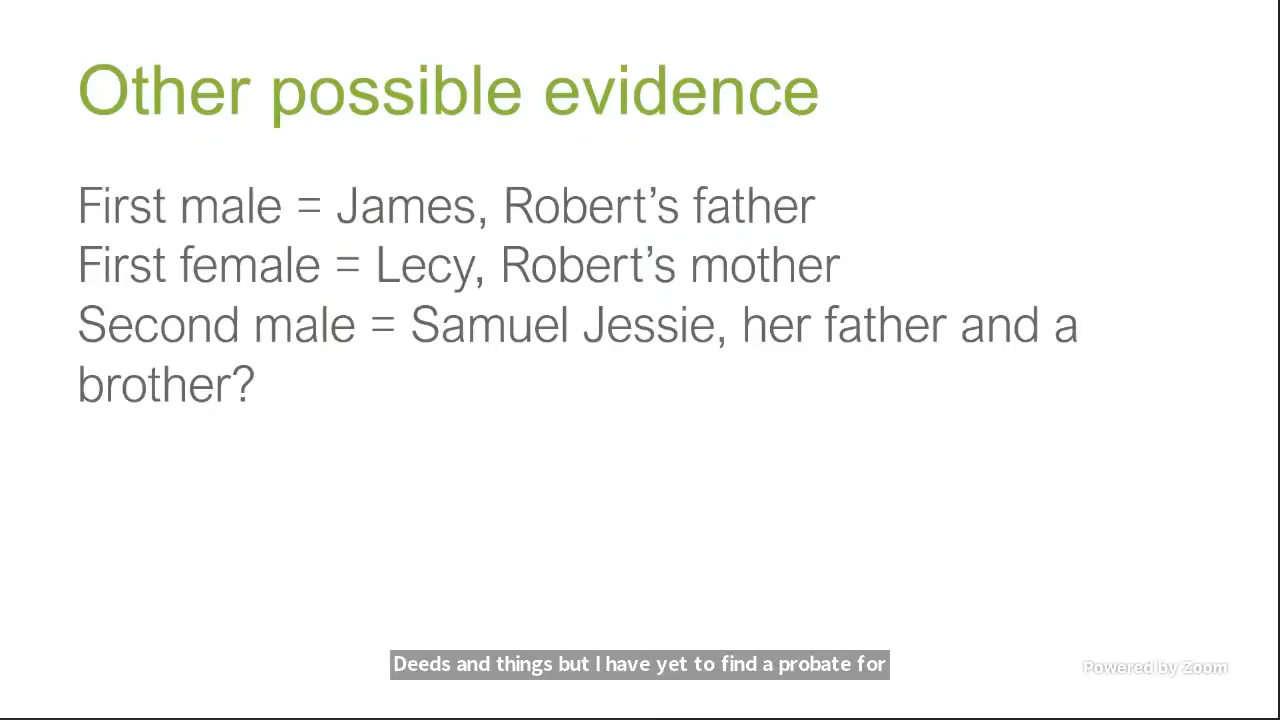 Other possible evidence
First male = James, Robert’s father
First female = Lecy, Robert’s mother
Second male = Samuel Jessie, her father and a
brother?
Deeds and things but I have yet to find a probate for
Powered by Zoom